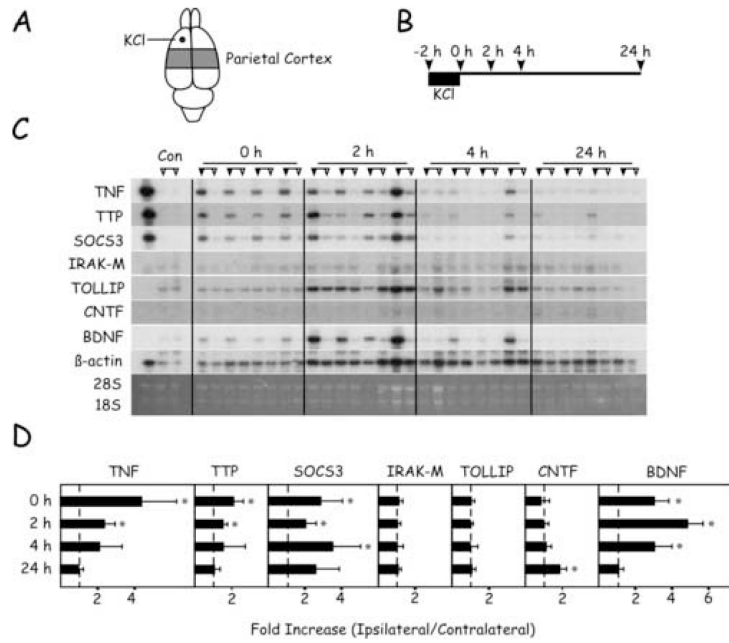 A
B
KCl
Parietal Cortex
-2 h 0 h 2 h 4 h 24 h
KCl
C
Con 0 h 2 h 4 h 24 h
TNF
TTP
SOCS3
IRAK-M
TOLLIP
CNTF
BDNF
ß-actin
28S
18S
D
TNF TTP SOCS3 IRAK-M TOLLIP CNTF BDNF
0 h * * * *
2 h * * * *
4 h * *
24 h *
2 4 2 2 4 2 2 2 2 4 6
Fold Increase (Ipsilateral/Contralateral)